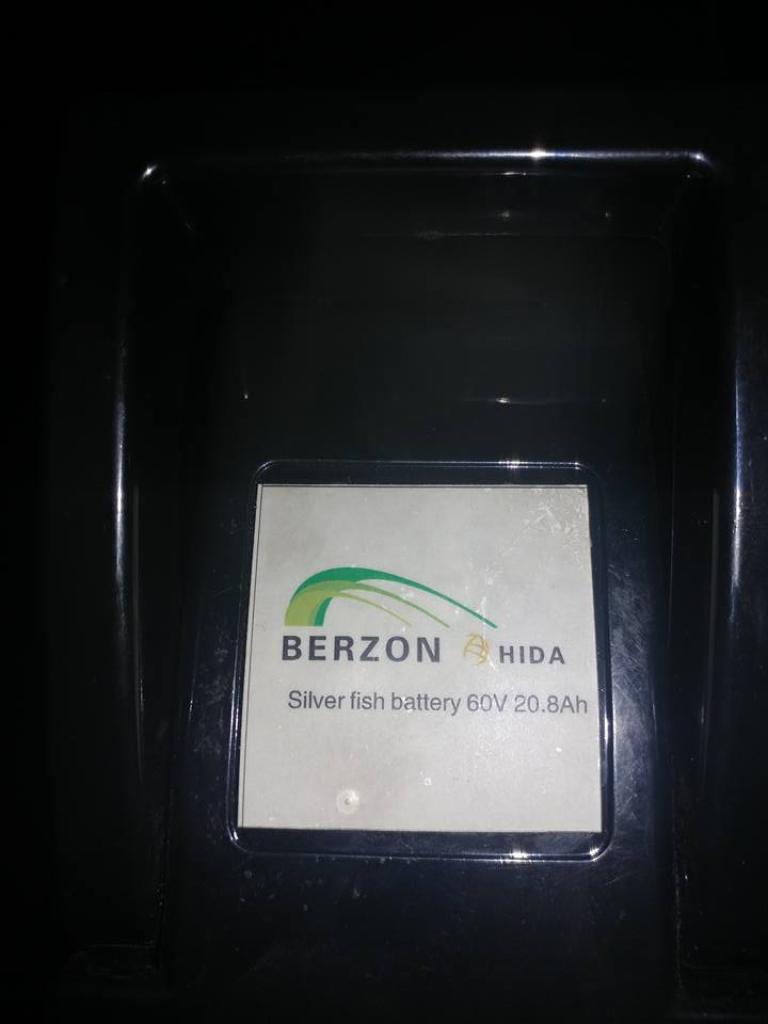 BERZON HIDA
Silver fish battery 60V 20.8Ah